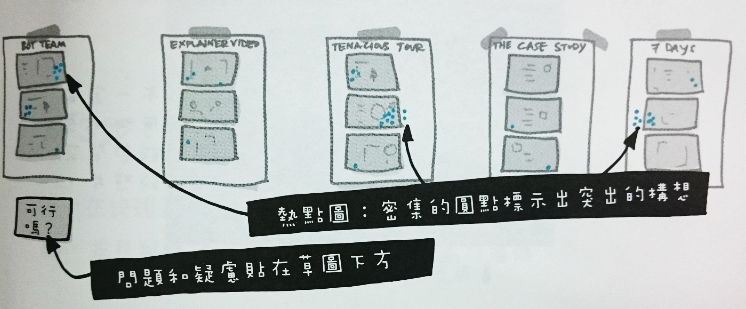 BOT TEAM
EXPLAINER VIDEO
TENACIOUS TOUR
THE CASE STUDY
7 DAYS
熱點圖：密集的圓點標示出突出的構想
可行
嗎？
問題和疑慮貼在草圖下方